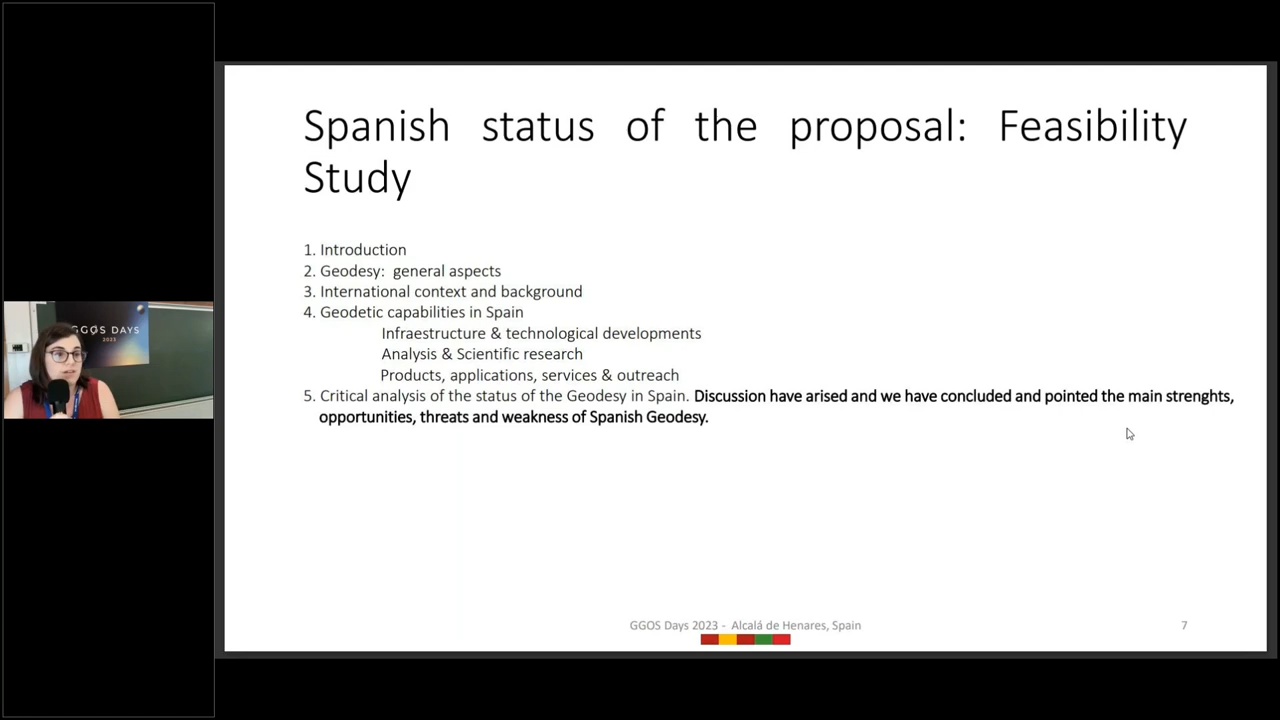 Spanish status of the proposal: Feasibility
Study
1. Introduction
2. Geodesy: general aspects
3. International context and background
4. Geodetic capabilities in Spain
Infraestructure & technological developments
Analysis & Scientific research
Products, applications, services & outreach
5. Critical analysis of the status of the Geodesy in Spain. Discussion have arised and we have concluded and pointed the main strenghts,
opportunities, threats and weakness of Spanish Geodesy.
GGOS Days 2023 - Alcalá de Henares, Spain
7
GGOS DAYS
2023